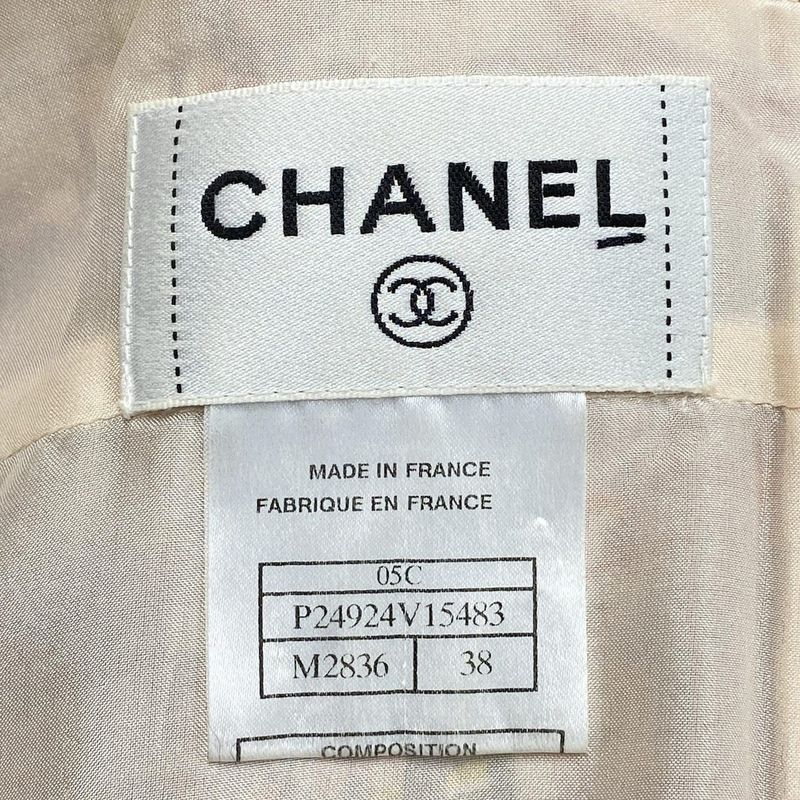 CHANEL
MADE IN FRANCE
FABRIQUE EN FRANCE
05C
P24924V15483
M2836 38
COMPOSITION